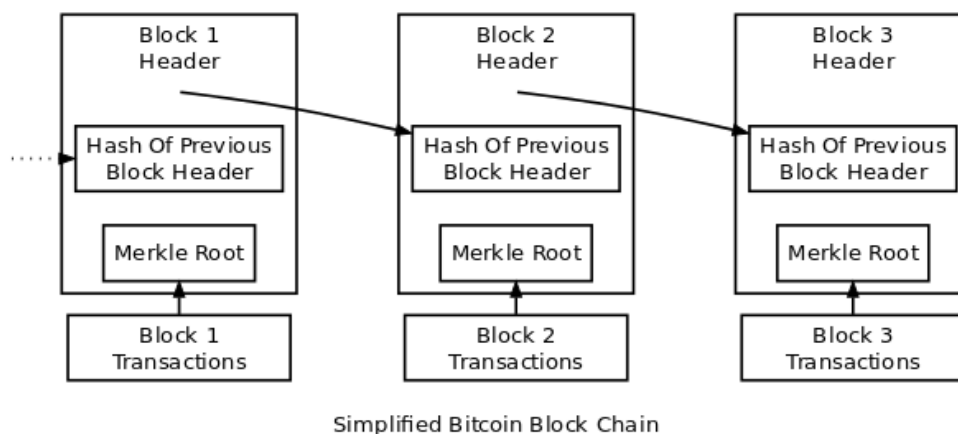 Block 1
Header
Block 2
Header
Block 3
Header
Hash Of Previous
Block Header
Hash Of Previous
Block Header
Hash Of Previous
Block Header
Merkle Root
Merkle Root
Merkle Root
Block 1
Transactions
Block 2
Transactions
Block 3
Transactions
Simplified Bitcoin Block Chain